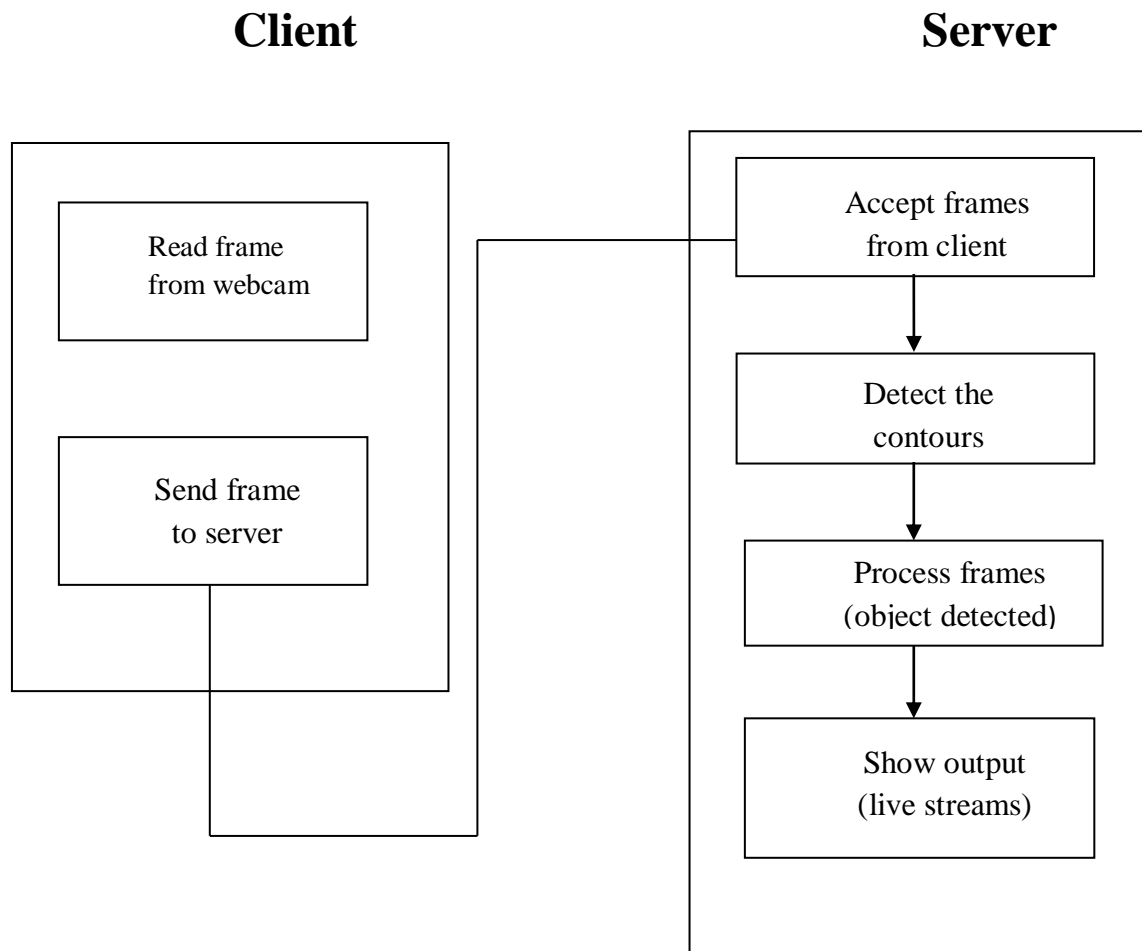 Client
Server
Read frame
from webcam
Send frame
to server
Accept frames
from client
Detect the
contours
Process frames
(object detected)
Show output
(live streams)